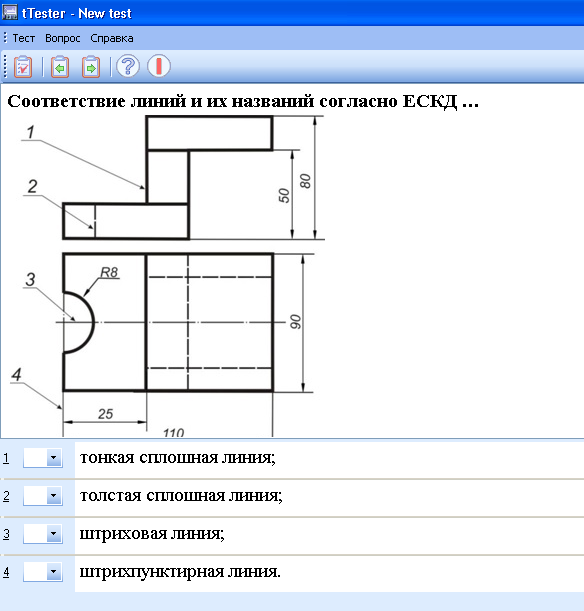 tTester - New test
Тест Вопрос Справка
Соответствие линий и их названий согласно ЕСКД ...
1
2
50
80
3
R8
90
4
25
110
1 тонкая сплошная линия;
2 толстая сплошная линия;
3 штриховая линия;
4 штрихпунктирная линия.